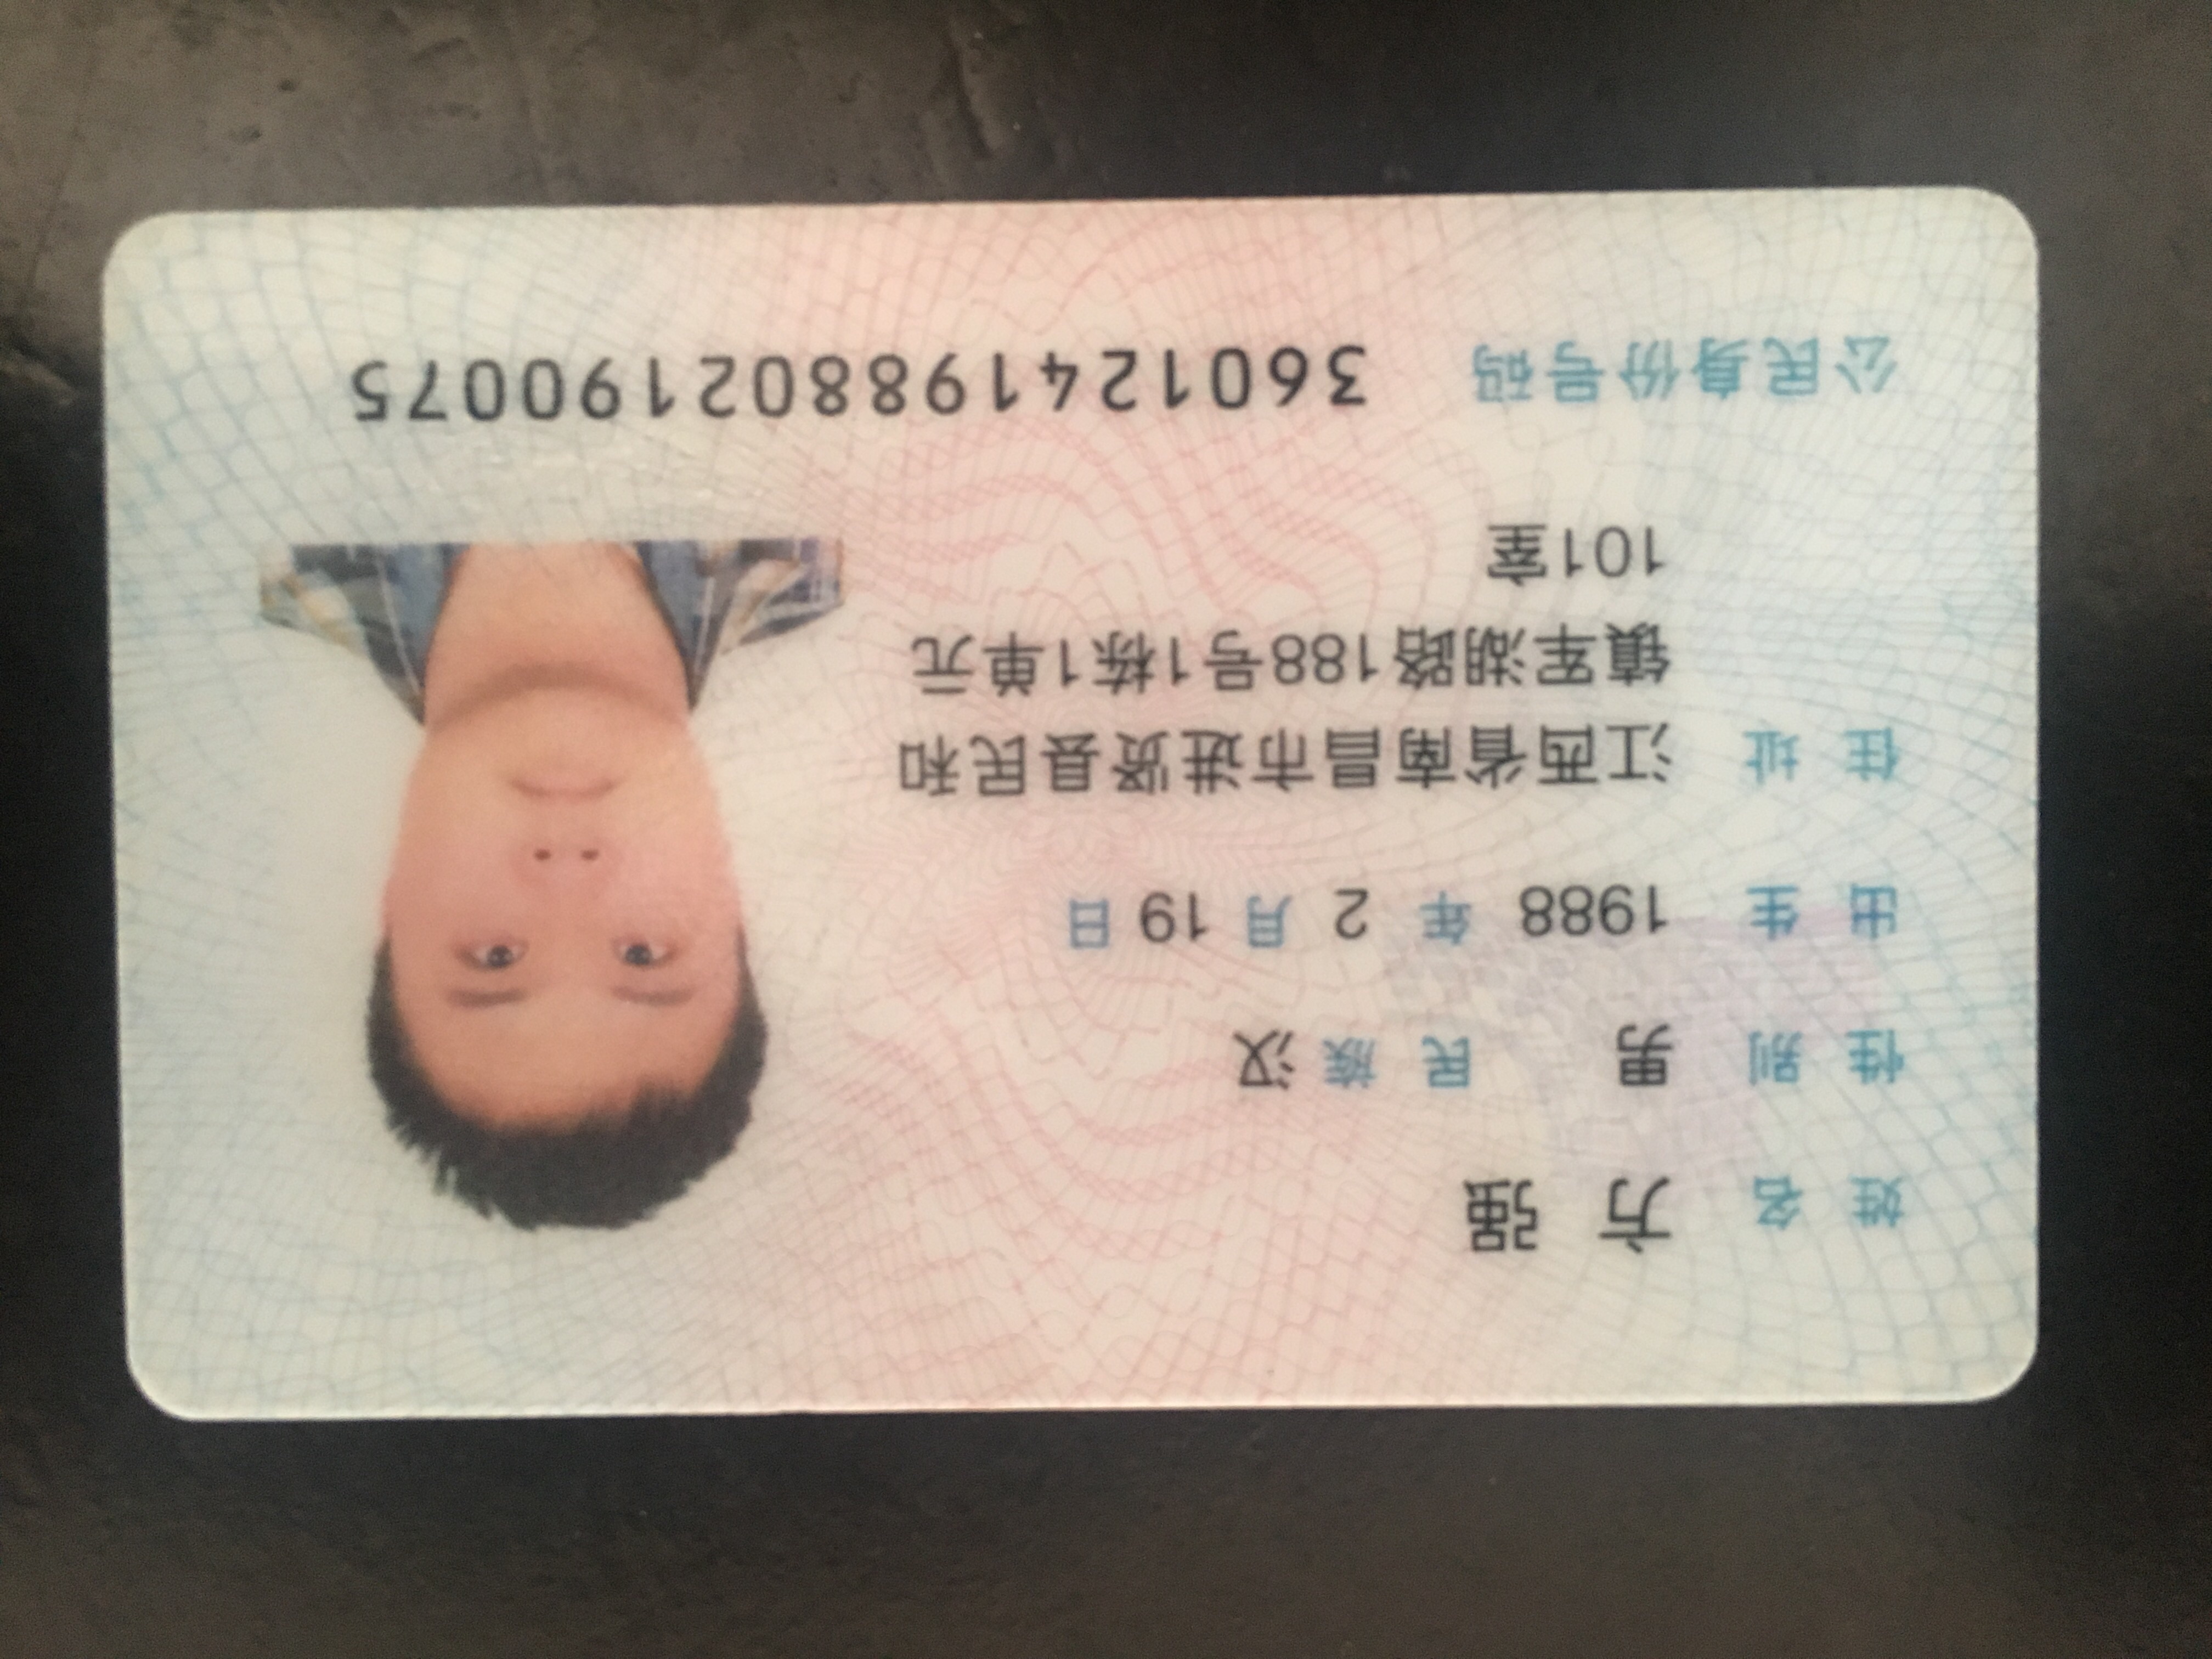 姓名 方强
性别 男 民族 汉
出生 1988 年 2 月 19 日
住址 江西省南昌市进贤县民和
镇军湖路188号1栋1单元
101室
公民身份号码 360124198802190075